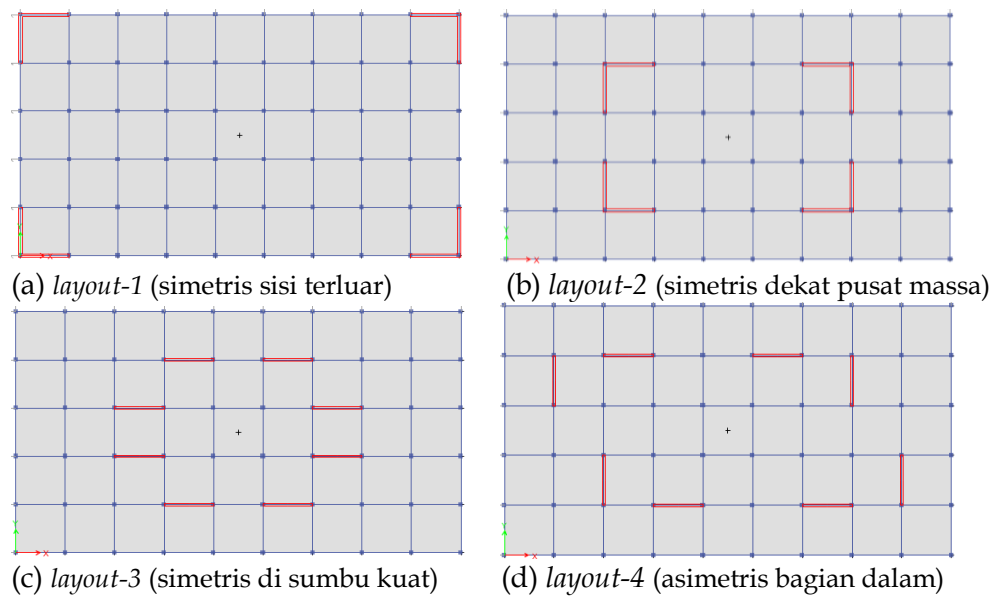 (a) layout-1 (simetris sisi terluar)
(b) layout-2 (simetris dekat pusat massa)
(c) layout-3 (simetris di sumbu kuat)
(d) layout-4 (asimetris bagian dalam)